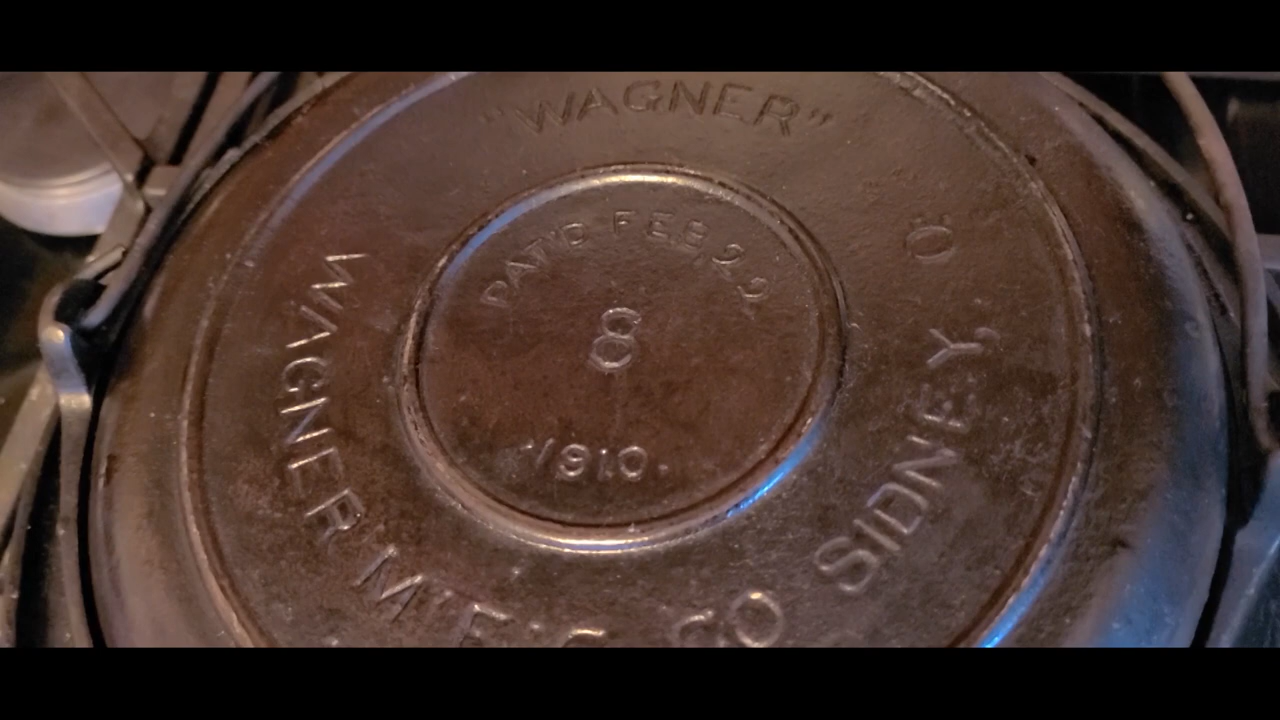 "WAGNER"
PAT'D FEB. 22
8
·1910·
WAGNER M'F'G CO SIDNEY, O